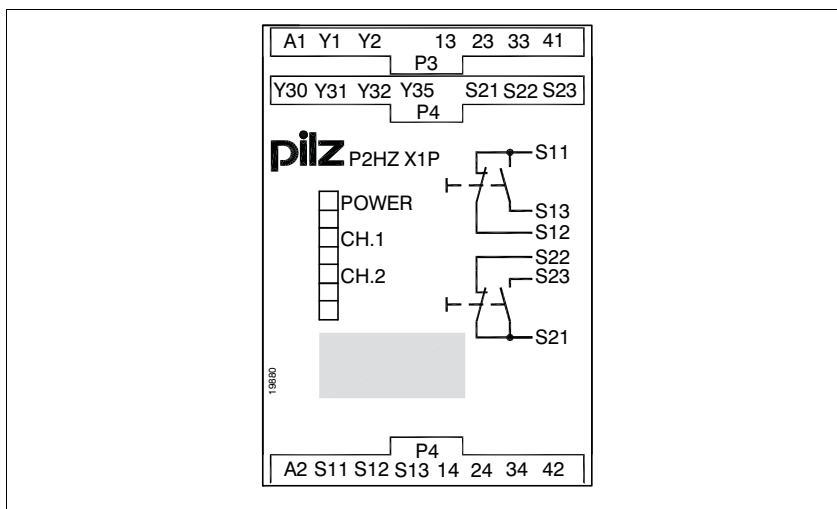 A1 Y1 Y2 13 23 33 41
P3
Y30 Y31 Y32 Y35 S21 S22 S23
P4
pilz P2HZ X1P
S11
POWER
S13
CH.1
S12
S22
CH.2
S23
S21
19880
P4
A2 S11 S12 S13 14 24 34 42